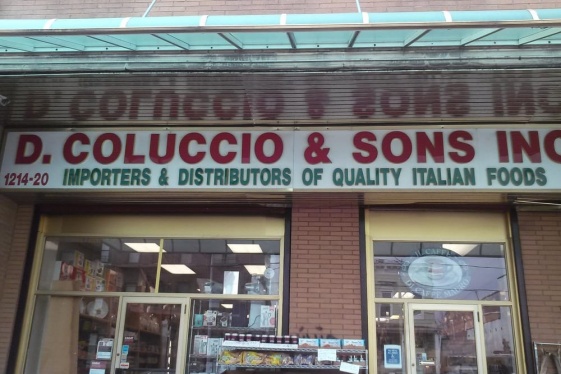 D. COLUCCIO & SONS INC
1214-20 IMPORTERS & DISTRIBUTORS OF QUALITY ITALIAN FOODS